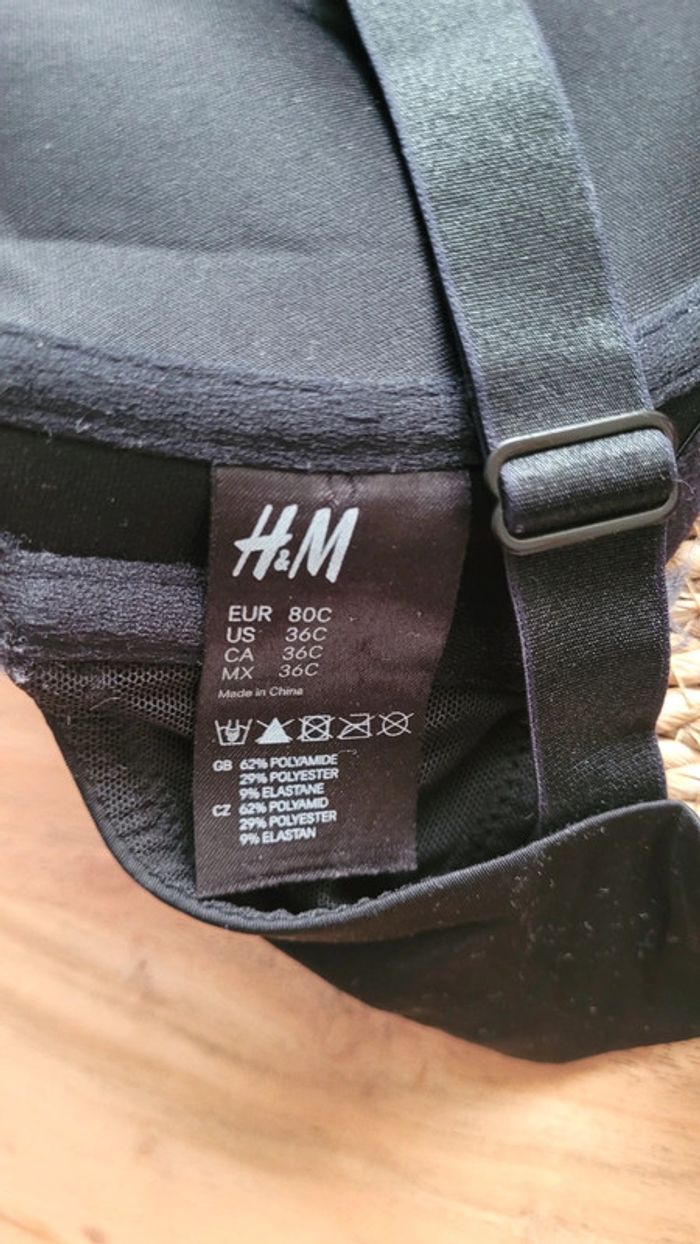 H&M
EUR 80C
US 36C
CA 36C
MX 36C
Made in China
GB 62% POLYAMIDE
29% POLYESTER
9% ELASTANE
CZ 62% POLYAMID
29% POLYESTER
9% ELASTAN